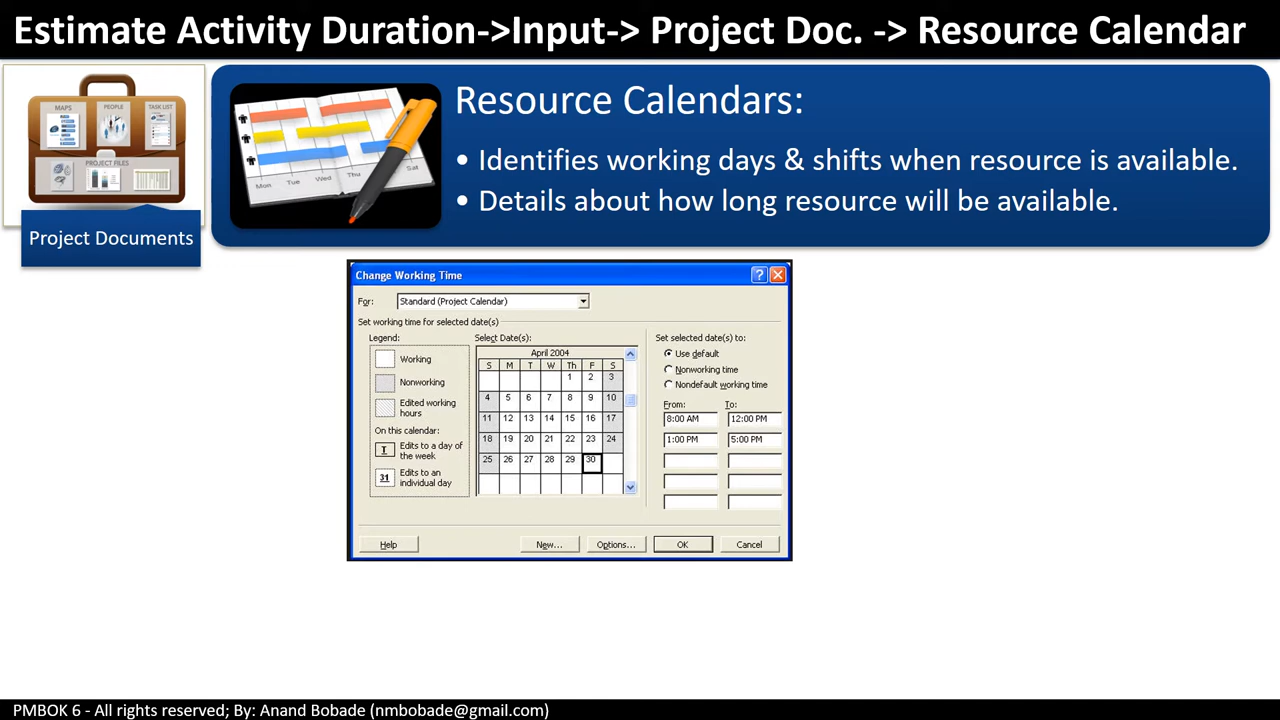 Estimate Activity Duration->Input-> Project Doc. -> Resource Calendar
MAPS
PEOPLE
TASK LIST
PROJECT FILES
Project Documents
Mon
Tue
Wed
Thu
Sat
Resource Calendars:
• Identifies working days & shifts when resource is available.
• Details about how long resource will be available.
Change Working Time
For:
Standard (Project Calendar)
Set working time for selected date(s)
Legend:
Working
Nonworking
Edited working
hours
On this calendar:
I
Edits to a day of
the week
31
Edits to an
individual day
Select Date(s):
April 2004
S M T W Th F S
1 2 3
4 5 6 7 8 9 10
11 12 13 14 15 16 17
18 19 20 21 22 23 24
25 26 27 28 29 30
Set selected date(s) to:
Use default
Nonworking time
Nondefault working time
From: To:
8:00 AM 12:00 PM
1:00 PM 5:00 PM
Help
New...
Options...
OK
Cancel
PMBOK 6 - All rights reserved; By: Anand Bobade (nmbobade@gmail.com)